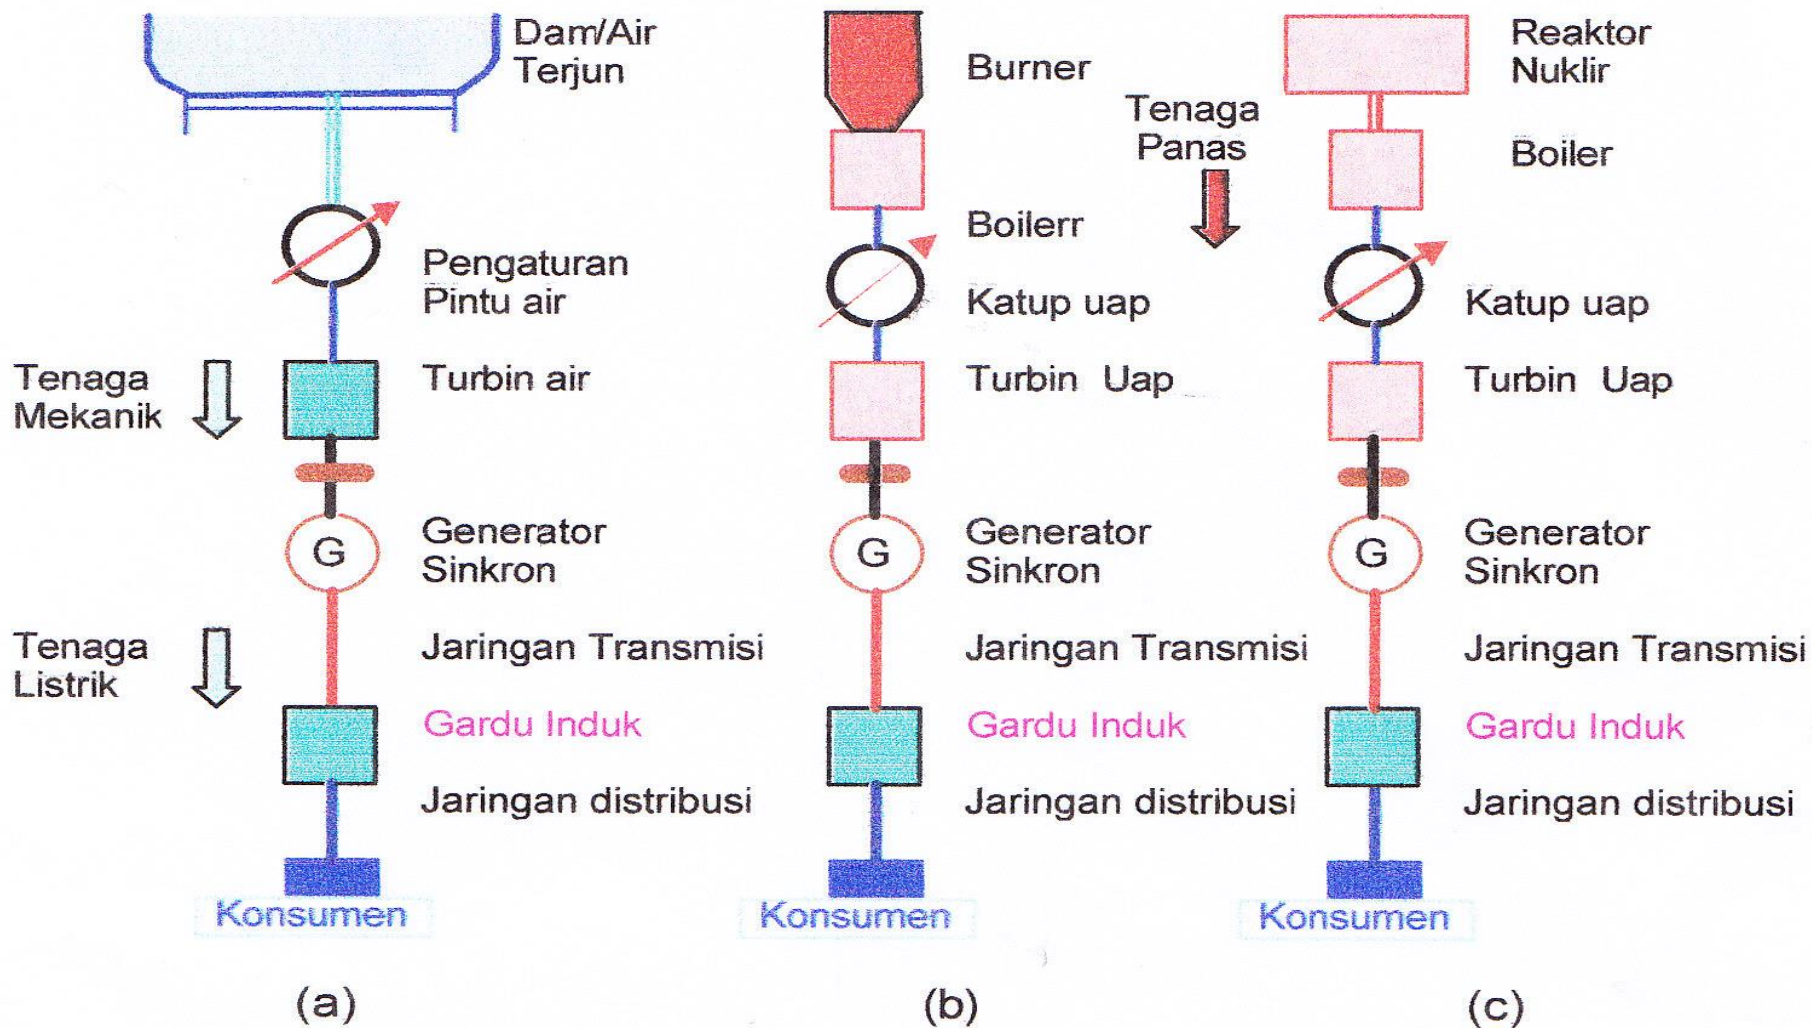 Dam/Air
Terjun
Pengaturan
Pintu air
Tenaga
Mekanik
Turbin air
Generator
Sinkron
G
Tenaga
Listrik
Jaringan Transmisi
Gardu Induk
Jaringan distribusi
Konsumen
(a)
Burner
Boilerr
Katup uap
Turbin Uap
Generator
Sinkron
G
Jaringan Transmisi
Gardu Induk
Jaringan distribusi
Konsumen
(b)
Tenaga
Panas
Reaktor
Nuklir
Boiler
Katup uap
Turbin Uap
Generator
Sinkron
G
Jaringan Transmisi
Gardu Induk
Jaringan distribusi
Konsumen
(c)